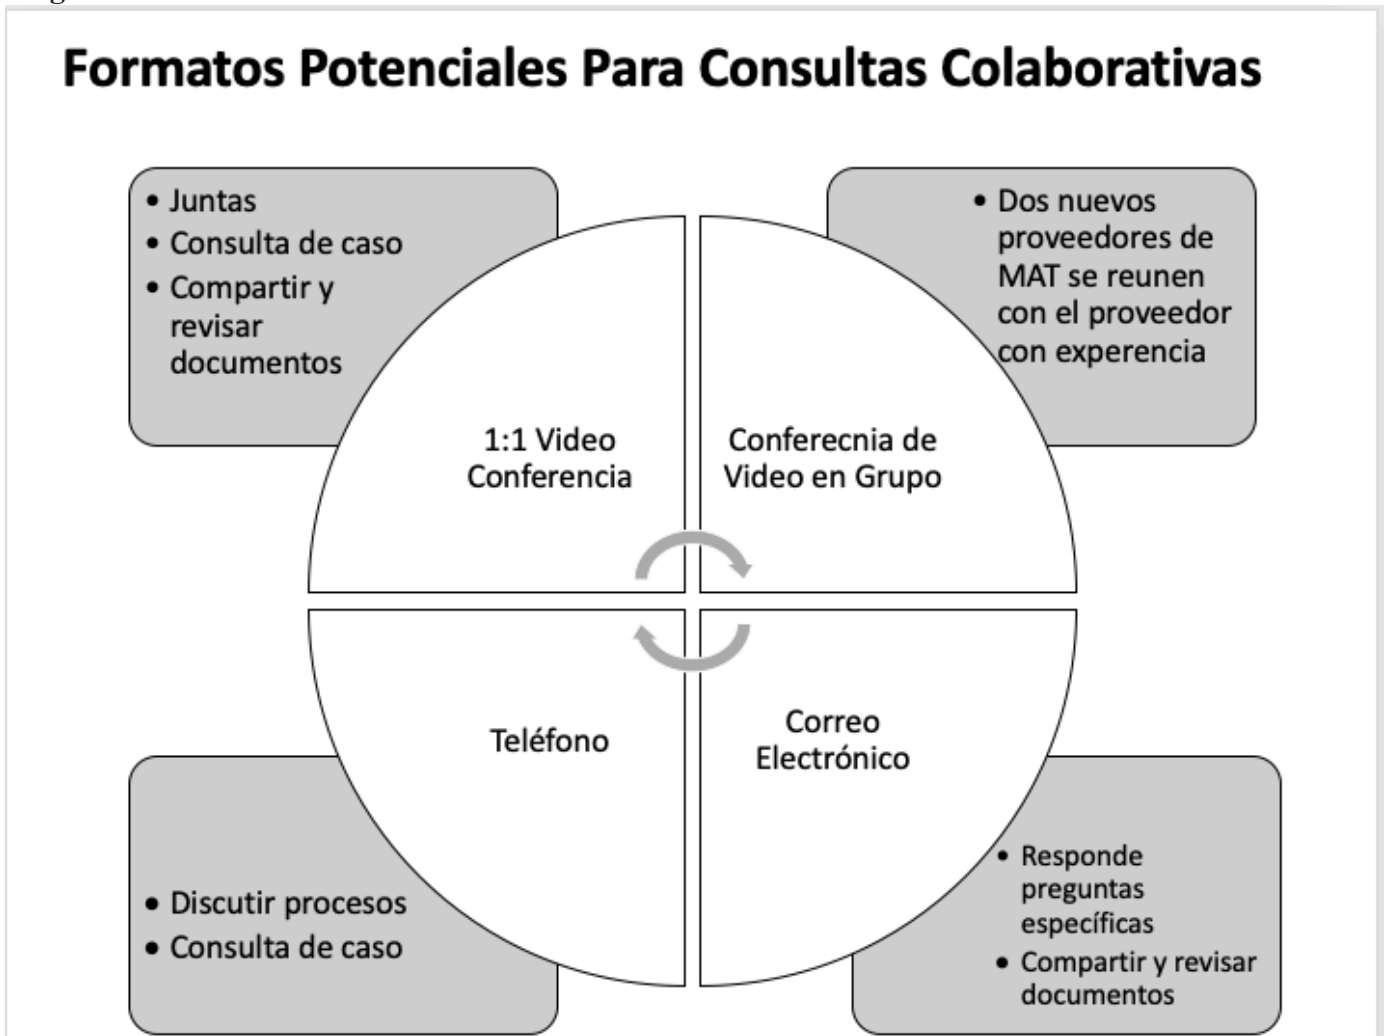 Formatos Potenciales Para Consultas Colaborativas
• Juntas
• Consulta de caso
• Compartir y
revisar
documentos
• Dos nuevos
proveedores de
MAT se reunen
con el proveedor
con experencia
1:1 Video
Conferencia
Conferecnia de
Video en Grupo
Teléfono
Correo
Electrónico
• Discutir procesos
• Consulta de caso
• Responde
preguntas
específicas
• Compartir y revisar
documentos